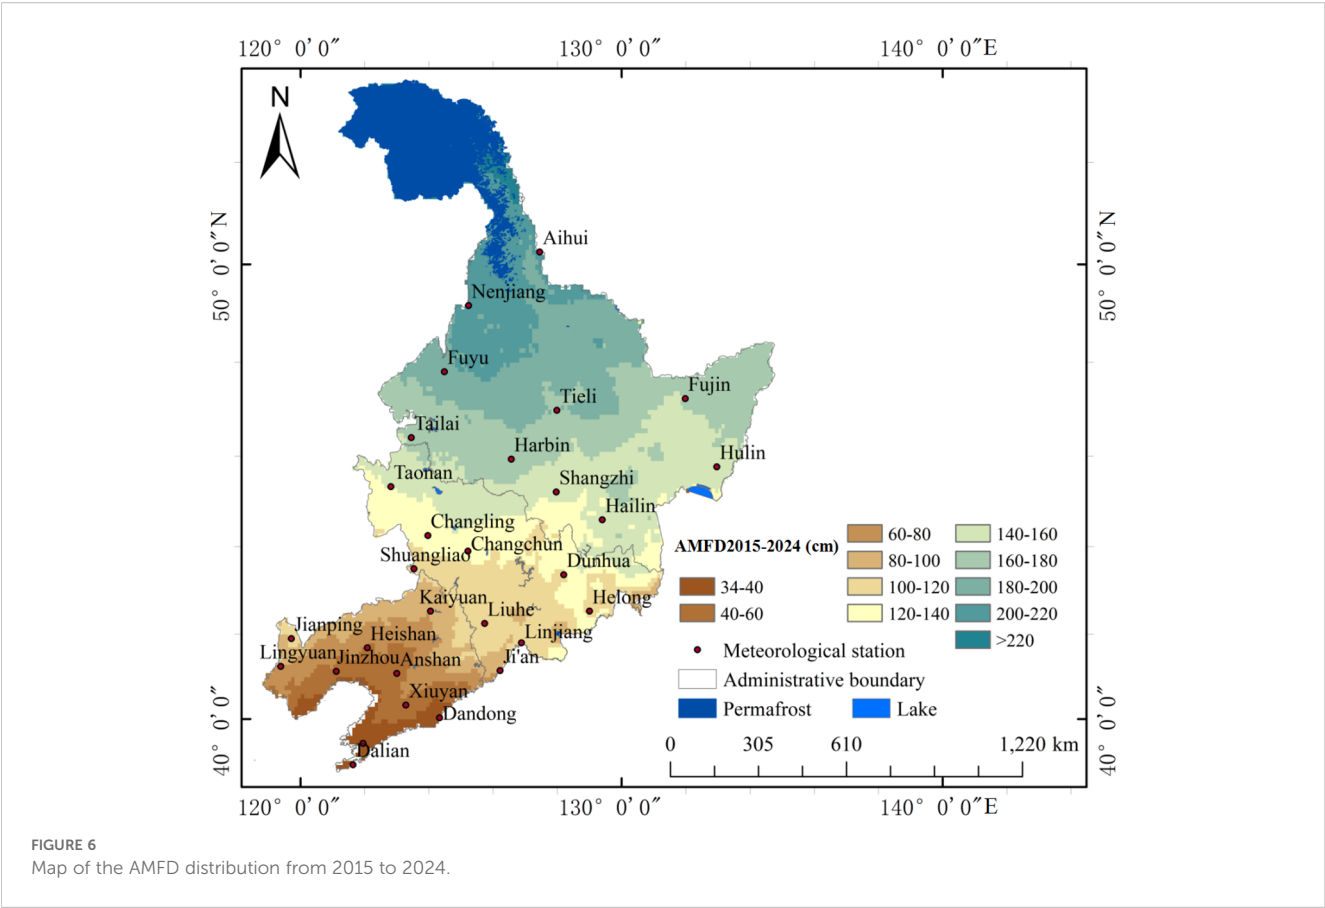 120° 0′0″ 130° 0′0″ 140° 0′0″E
N
50° 0′0″N
50° 0′0″N
Aihui
Nenjiang
Fuyu
Fujin
Tieli
Tailai
Harbin
Hulin
Taonan
Shangzhi
Hailin
Changling
Changchun
Shuangliao
Dunhua
Kaiyuan
Helong
Liuhe
Jianping
Heishan
Linjiang
Lingyuan
Jinzhou
Anshan
Ji'an
Xiuyan
Dandong
Dalian
AMFD2015-2024 (cm)
34-40
40-60
60-80
80-100
100-120
120-140
140-160
160-180
180-200
200-220
>220
Meteorological station
Administrative boundary
Permafrost
Lake
0 305 610 1,220 km
40° 0′0″
40° 0′0″
120° 0′0″ 130° 0′0″ 140° 0′0″E
FIGURE 6
Map of the AMFD distribution from 2015 to 2024.